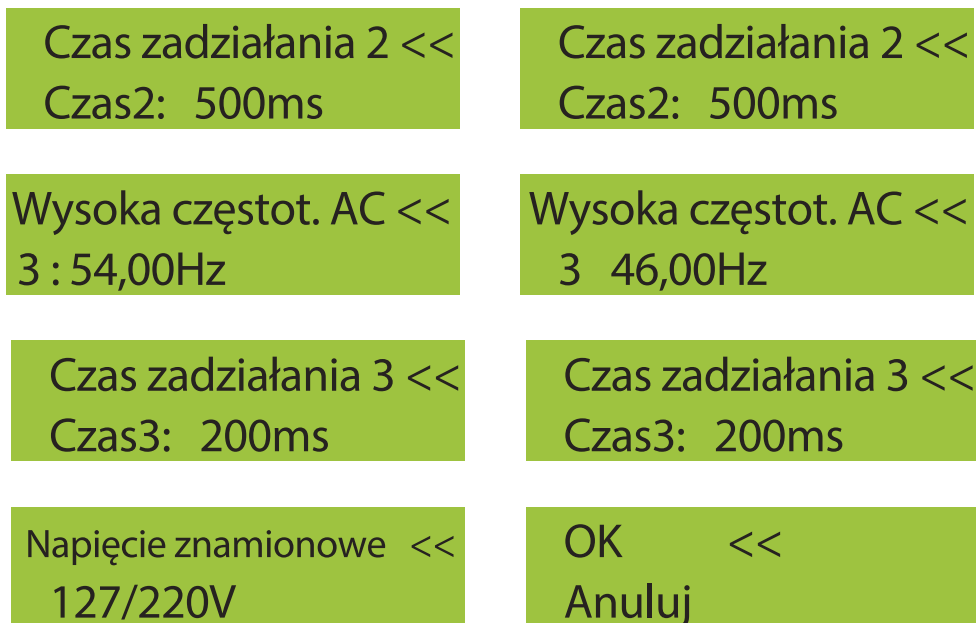 Czas zadziałania 2 <<
Czas2: 500ms
Czas zadziałania 2 <<
Czas2: 500ms
Wysoka częstot. AC <<
3 : 54,00Hz
Wysoka częstot. AC <<
3 46,00Hz
Czas zadziałania 3 <<
Czas3: 200ms
Czas zadziałania 3 <<
Czas3: 200ms
Napięcie znamionowe <<
127/220V
OK <<
Anuluj